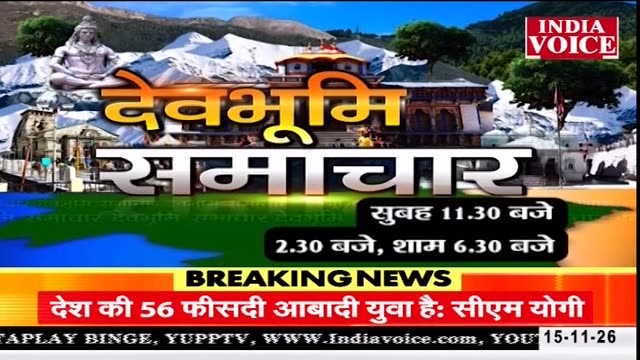 INDIA
VOICE
देवभूमि
समाचार
सुबह 11.30 बजे
2.30 बजे, शाम 6.30 बजे
BREAKING NEWS
देश की 56 फीसदी आबादी युवा है: सीएम योगी
TAPLAY BINGE, YUPPTV, WWW.Indiavoice.com, YOUT
15-11-26